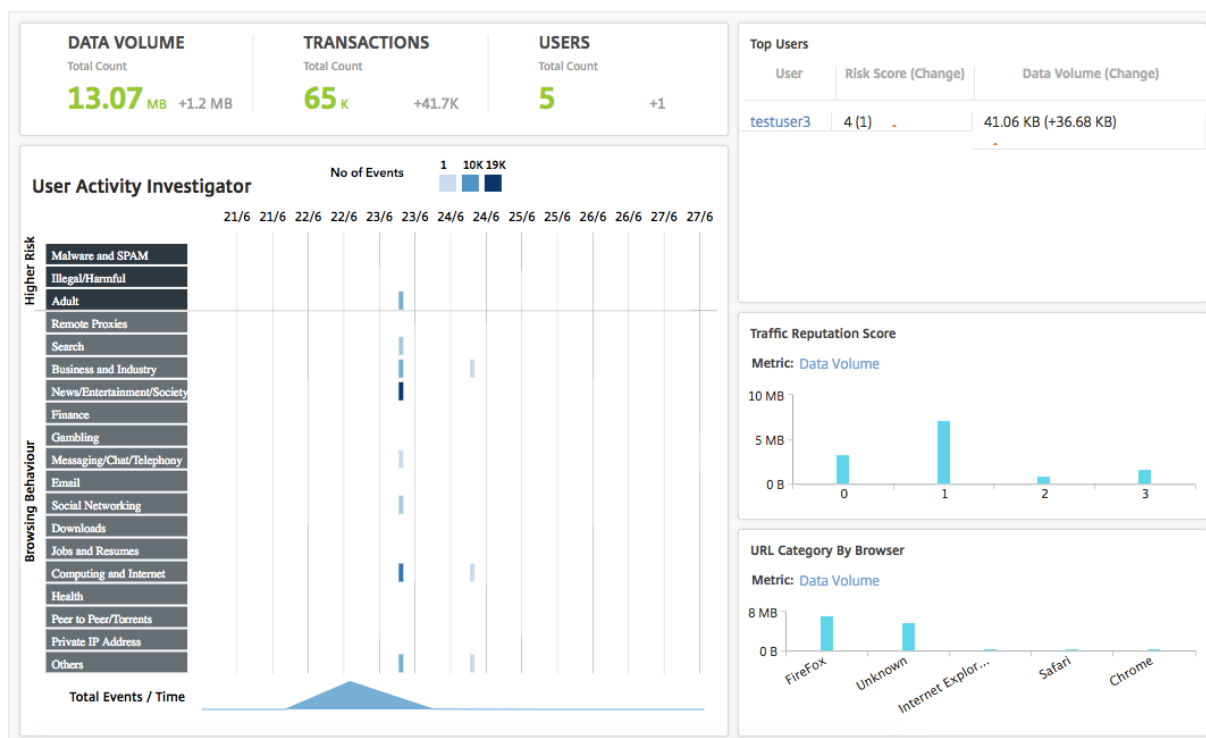 DATA VOLUME
Total Count
13.07 MB +1.2 MB
TRANSACTIONS
Total Count
65 K +41.7K
USERS
Total Count
5 +1
User Activity Investigator
No of Events
1 10K 19K
21/6 21/6 22/6 22/6 23/6 23/6 24/6 24/6 25/6 25/6 26/6 26/6 27/6 27/6
Higher Risk
Malware and SPAM
Illegal/Harmful
Adult
Browsing Behaviour
Remote Proxies
Search
Business and Industry
News/Entertainment/Society
Finance
Gambling
Messaging/Chat/Telephony
Email
Social Networking
Downloads
Jobs and Resumes
Computing and Internet
Health
Peer to Peer/Torrents
Private IP Address
Others
Total Events / Time
Top Users
User Risk Score (Change) Data Volume (Change)
testuser3 4 (1) 41.06 KB (+36.68 KB)
Traffic Reputation Score
Metric: Data Volume
10 MB
5 MB
0 B
0 1 2 3
URL Category By Browser
Metric: Data Volume
8 MB
0 B
FireFox Unknown Internet Explor... Safari Chrome